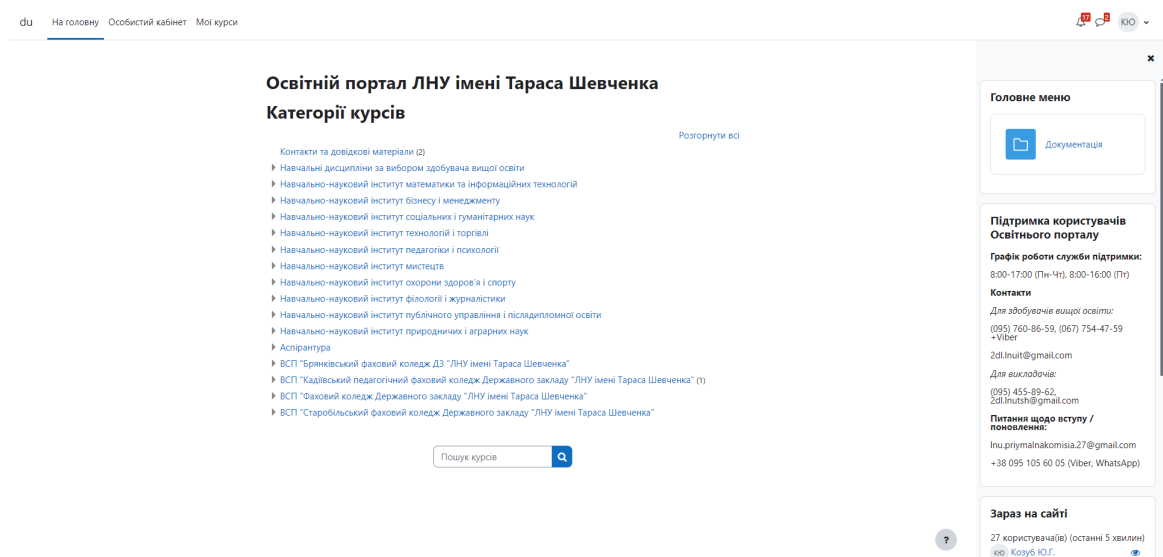 du На головну Особистий кабінет Мої курси 17 2 КЮ
Освітній портал ЛНУ імені Тараса Шевченка
Категорії курсів
Розгорнути всі
Контакти та довідкові матеріали (2)
Навчальні дисципліни за вибором здобувача вищої освіти
Навчально-науковий інститут математики та інформаційних технологій
Навчально-науковий інститут бізнесу і менеджменту
Навчально-науковий інститут соціальних і гуманітарних наук
Навчально-науковий інститут технологій і торгівлі
Навчально-науковий інститут педагогіки і психології
Навчально-науковий інститут мистецтв
Навчально-науковий інститут охорони здоров'я і спорту
Навчально-науковий інститут філології і журналістики
Навчально-науковий інститут публічного управління і післядипломної освіти
Навчально-науковий інститут природничих і аграрних наук
Аспірантура
ВСП "Брянківський фаховий коледж ДЗ "ЛНУ імені Тараса Шевченка"
ВСП "Кадіївський педагогічний фаховий коледж Державного закладу "ЛНУ імені Тараса Шевченка" (1)
ВСП "Фаховий коледж Державного закладу "ЛНУ імені Тараса Шевченка"
ВСП "Старобільський фаховий коледж Державного закладу "ЛНУ імені Тараса Шевченка"
Пошук курсів
Головне меню
Документація
Підтримка користувачів
Освітнього порталу
Графік роботи служби підтримки:
8:00-17:00 (Пн-Чт), 8:00-16:00 (Пт)
Контакти
Для здобувачів вищої освіти:
(095) 760-86-59, (067) 754-47-59
+Viber
2dl.lnuit@gmail.com
Для викладачів:
(095) 455-89-62,
2dl.lnutsh@gmail.com
Питання щодо вступу /
поновлення:
lnu.priymalnakomisia.27@gmail.com
+38 095 105 60 05 (Viber, WhatsApp)
Зараз на сайті
27 користувача(ів) (останні 5 хвилин)
КЮ Козуб Ю.Г.
?